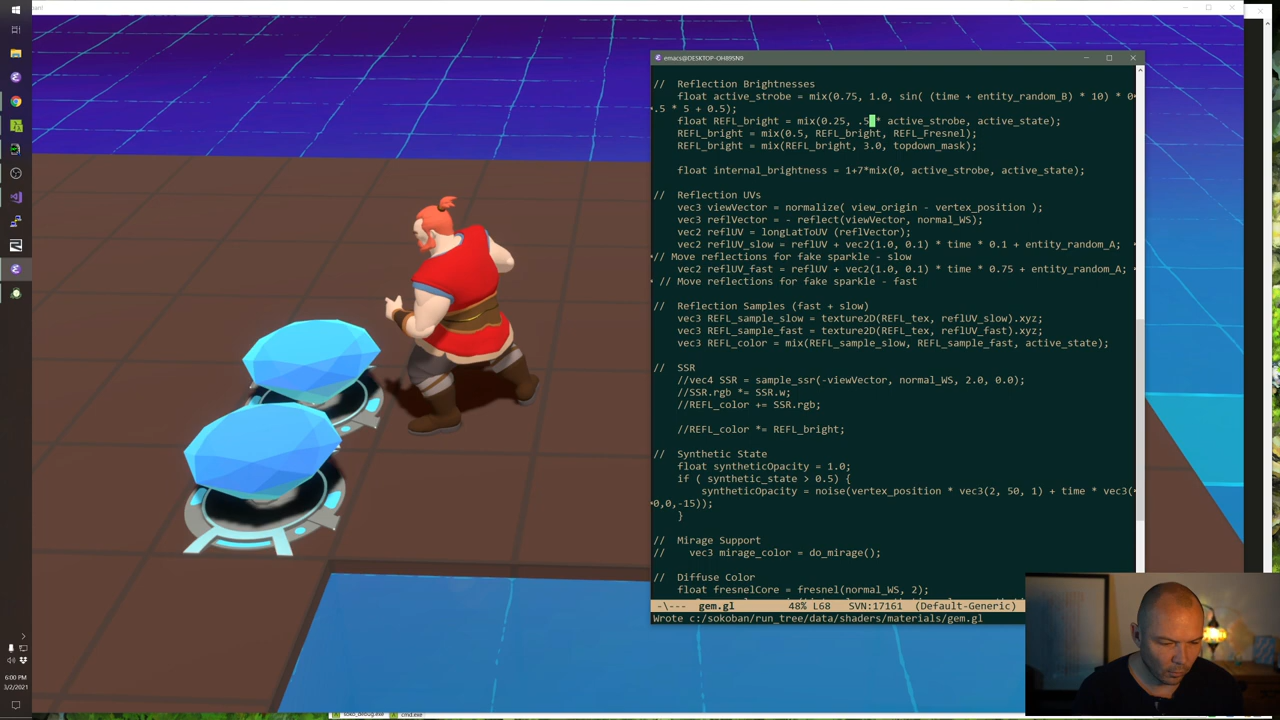 an!
emacs@DESKTOP-OH89SN9
//  Reflection Brightnesses
float active_strobe = mix(0.75, 1.0, sin( (time + entity_random_B) * 10) * 0
.5 * 5 + 0.5);
float REFL_bright = mix(0.25, .5 * active_strobe, active_state);
REFL_bright = mix(0.5, REFL_bright, REFL_Fresnel);
REFL_bright = mix(REFL_bright, 3.0, topdown_mask);
float internal_brightness = 1+7*mix(0, active_strobe, active_state);
//  Reflection UVs
vec3 viewVector = normalize( view_origin - vertex_position );
vec3 reflVector = - reflect(viewVector, normal_WS);
vec2 reflUV = longLatToUV (reflVector);
vec2 reflUV_slow = reflUV + vec2(1.0, 0.1) * time * 0.1 + entity_random_A;
// Move reflections for fake sparkle - slow
vec2 reflUV_fast = reflUV + vec2(1.0, 0.1) * time * 0.75 + entity_random_A;
// Move reflections for fake sparkle - fast
//  Reflection Samples (fast + slow)
vec3 REFL_sample_slow = texture2D(REFL_tex, reflUV_slow).xyz;
vec3 REFL_sample_fast = texture2D(REFL_tex, reflUV_fast).xyz;
vec3 REFL_color = mix(REFL_sample_slow, REFL_sample_fast, active_state);
//  SSR
//vec4 SSR = sample_ssr(-viewVector, normal_WS, 2.0, 0.0);
//SSR.rgb *= SSR.w;
//REFL_color += SSR.rgb;
//REFL_color *= REFL_bright;
//  Synthetic State
float syntheticOpacity = 1.0;
if ( synthetic_state > 0.5) {
syntheticOpacity = noise(vertex_position * vec3(2, 50, 1) + time * vec3(
0,0,-15));
}
//  Mirage Support
//    vec3 mirage_color = do_mirage();
//  Diffuse Color
float fresnelCore = fresnel(normal_WS, 2);
-\---  gem.gl  48% L68  SVN:17161  (Default-Generic)
Wrote c:/sokoban/run_tree/data/shaders/materials/gem.gl
6:00 PM
3/2/2021
soko_debug.exe
cmd.exe